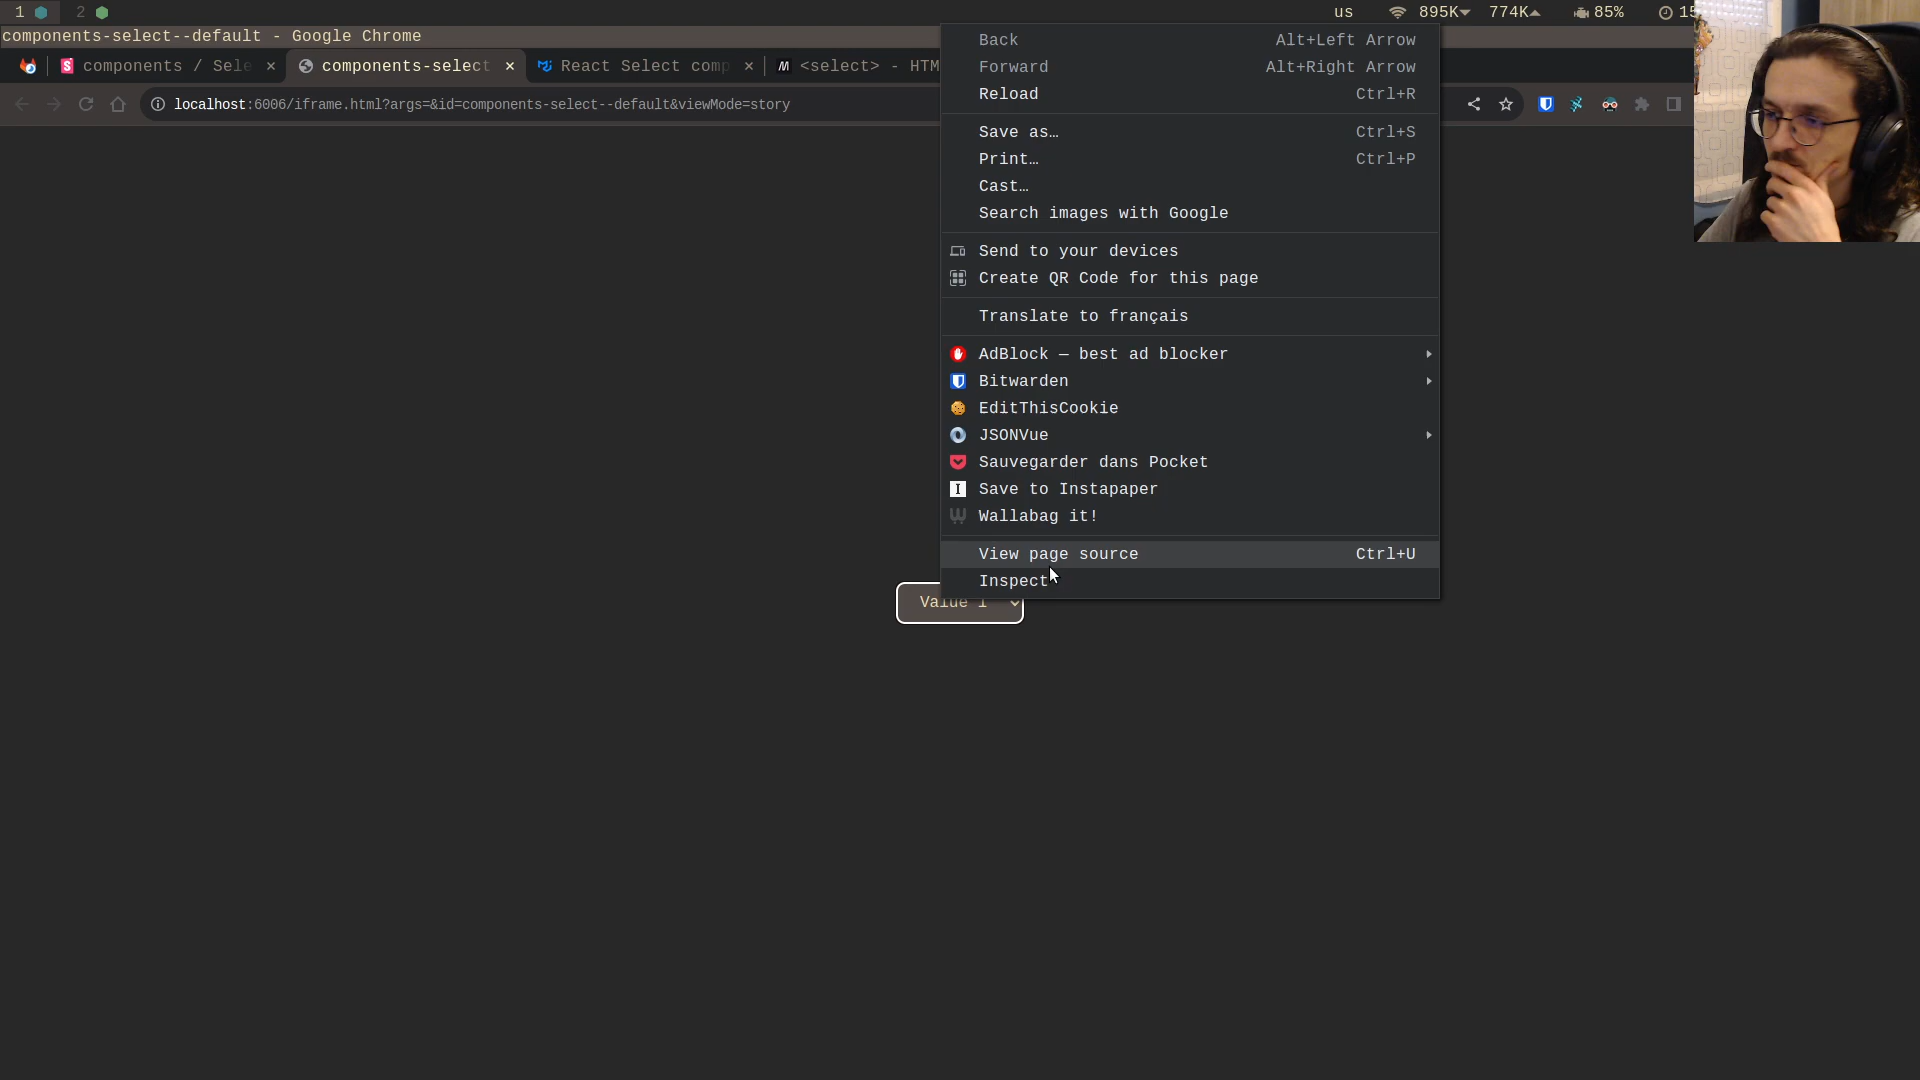 1 2 us 895K 774K 85% 15
components-select--default - Google Chrome
components / Sele × components-select × React Select comp × <select> - HTM
localhost:6006/iframe.html?args=&id=components-select--default&viewMode=story
Back Alt+Left Arrow
Forward Alt+Right Arrow
Reload Ctrl+R
Save as… Ctrl+S
Print… Ctrl+P
Cast…
Search images with Google
Send to your devices
Create QR Code for this page
Translate to français
AdBlock — best ad blocker
Bitwarden
EditThisCookie
JSONVue
Sauvegarder dans Pocket
Save to Instapaper
Wallabag it!
View page source Ctrl+U
Inspect
Value 1